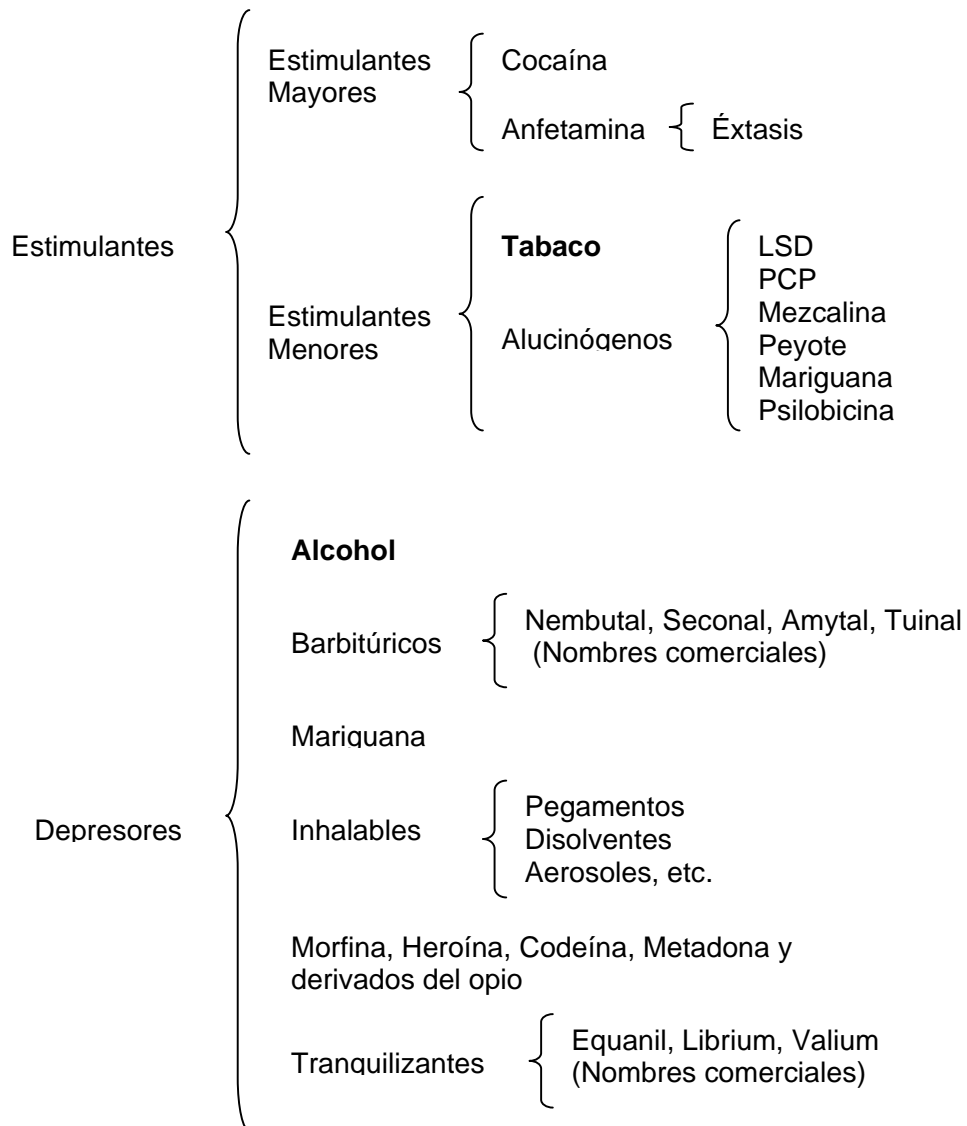 Estimulantes
Estimulantes
Mayores
Cocaína
Anfetamina
Éxtasis
Estimulantes
Menores
Tabaco
Alucinógenos
LSD
PCP
Mezcalina
Peyote
Mariguana
Psilobicina
Depresores
Alcohol
Barbitúricos
Nembutal, Seconal, Amytal, Tuinal
(Nombres comerciales)
Mariguana
Inhalables
Pegamentos
Disolventes
Aerosoles, etc.
Morfina, Heroína, Codeína, Metadona y
derivados del opio
Tranquilizantes
Equanil, Librium, Valium
(Nombres comerciales)